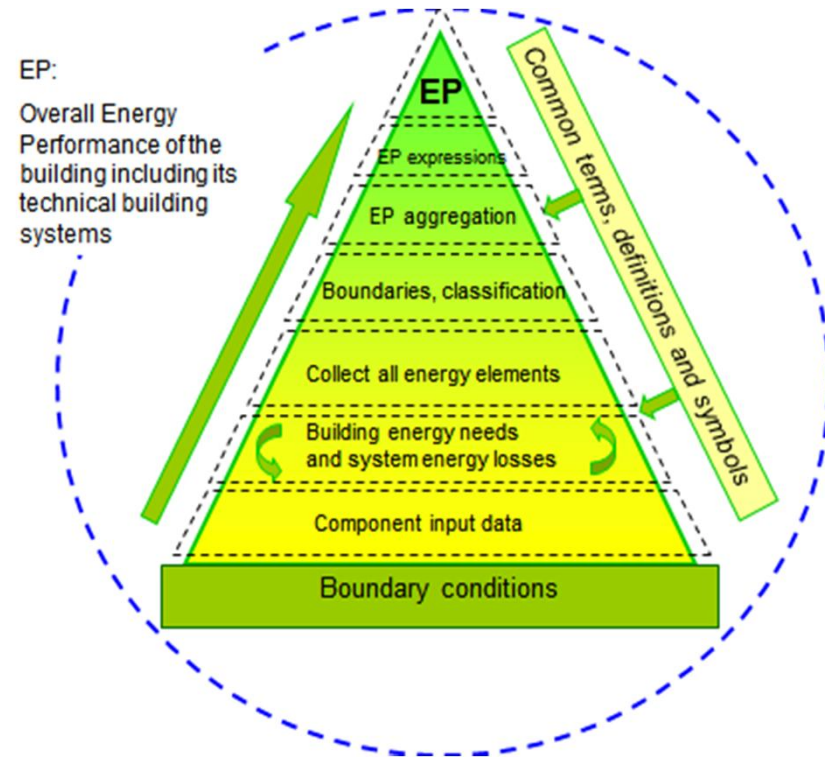 EP:
Overall Energy
Performance of the
building including its
technical building
systems
EP
EP expressions
EP aggregation
Boundaries, classification
Collect all energy elements
Building energy needs
and system energy losses
Component input data
Boundary conditions
Common terms, definitions and symbols